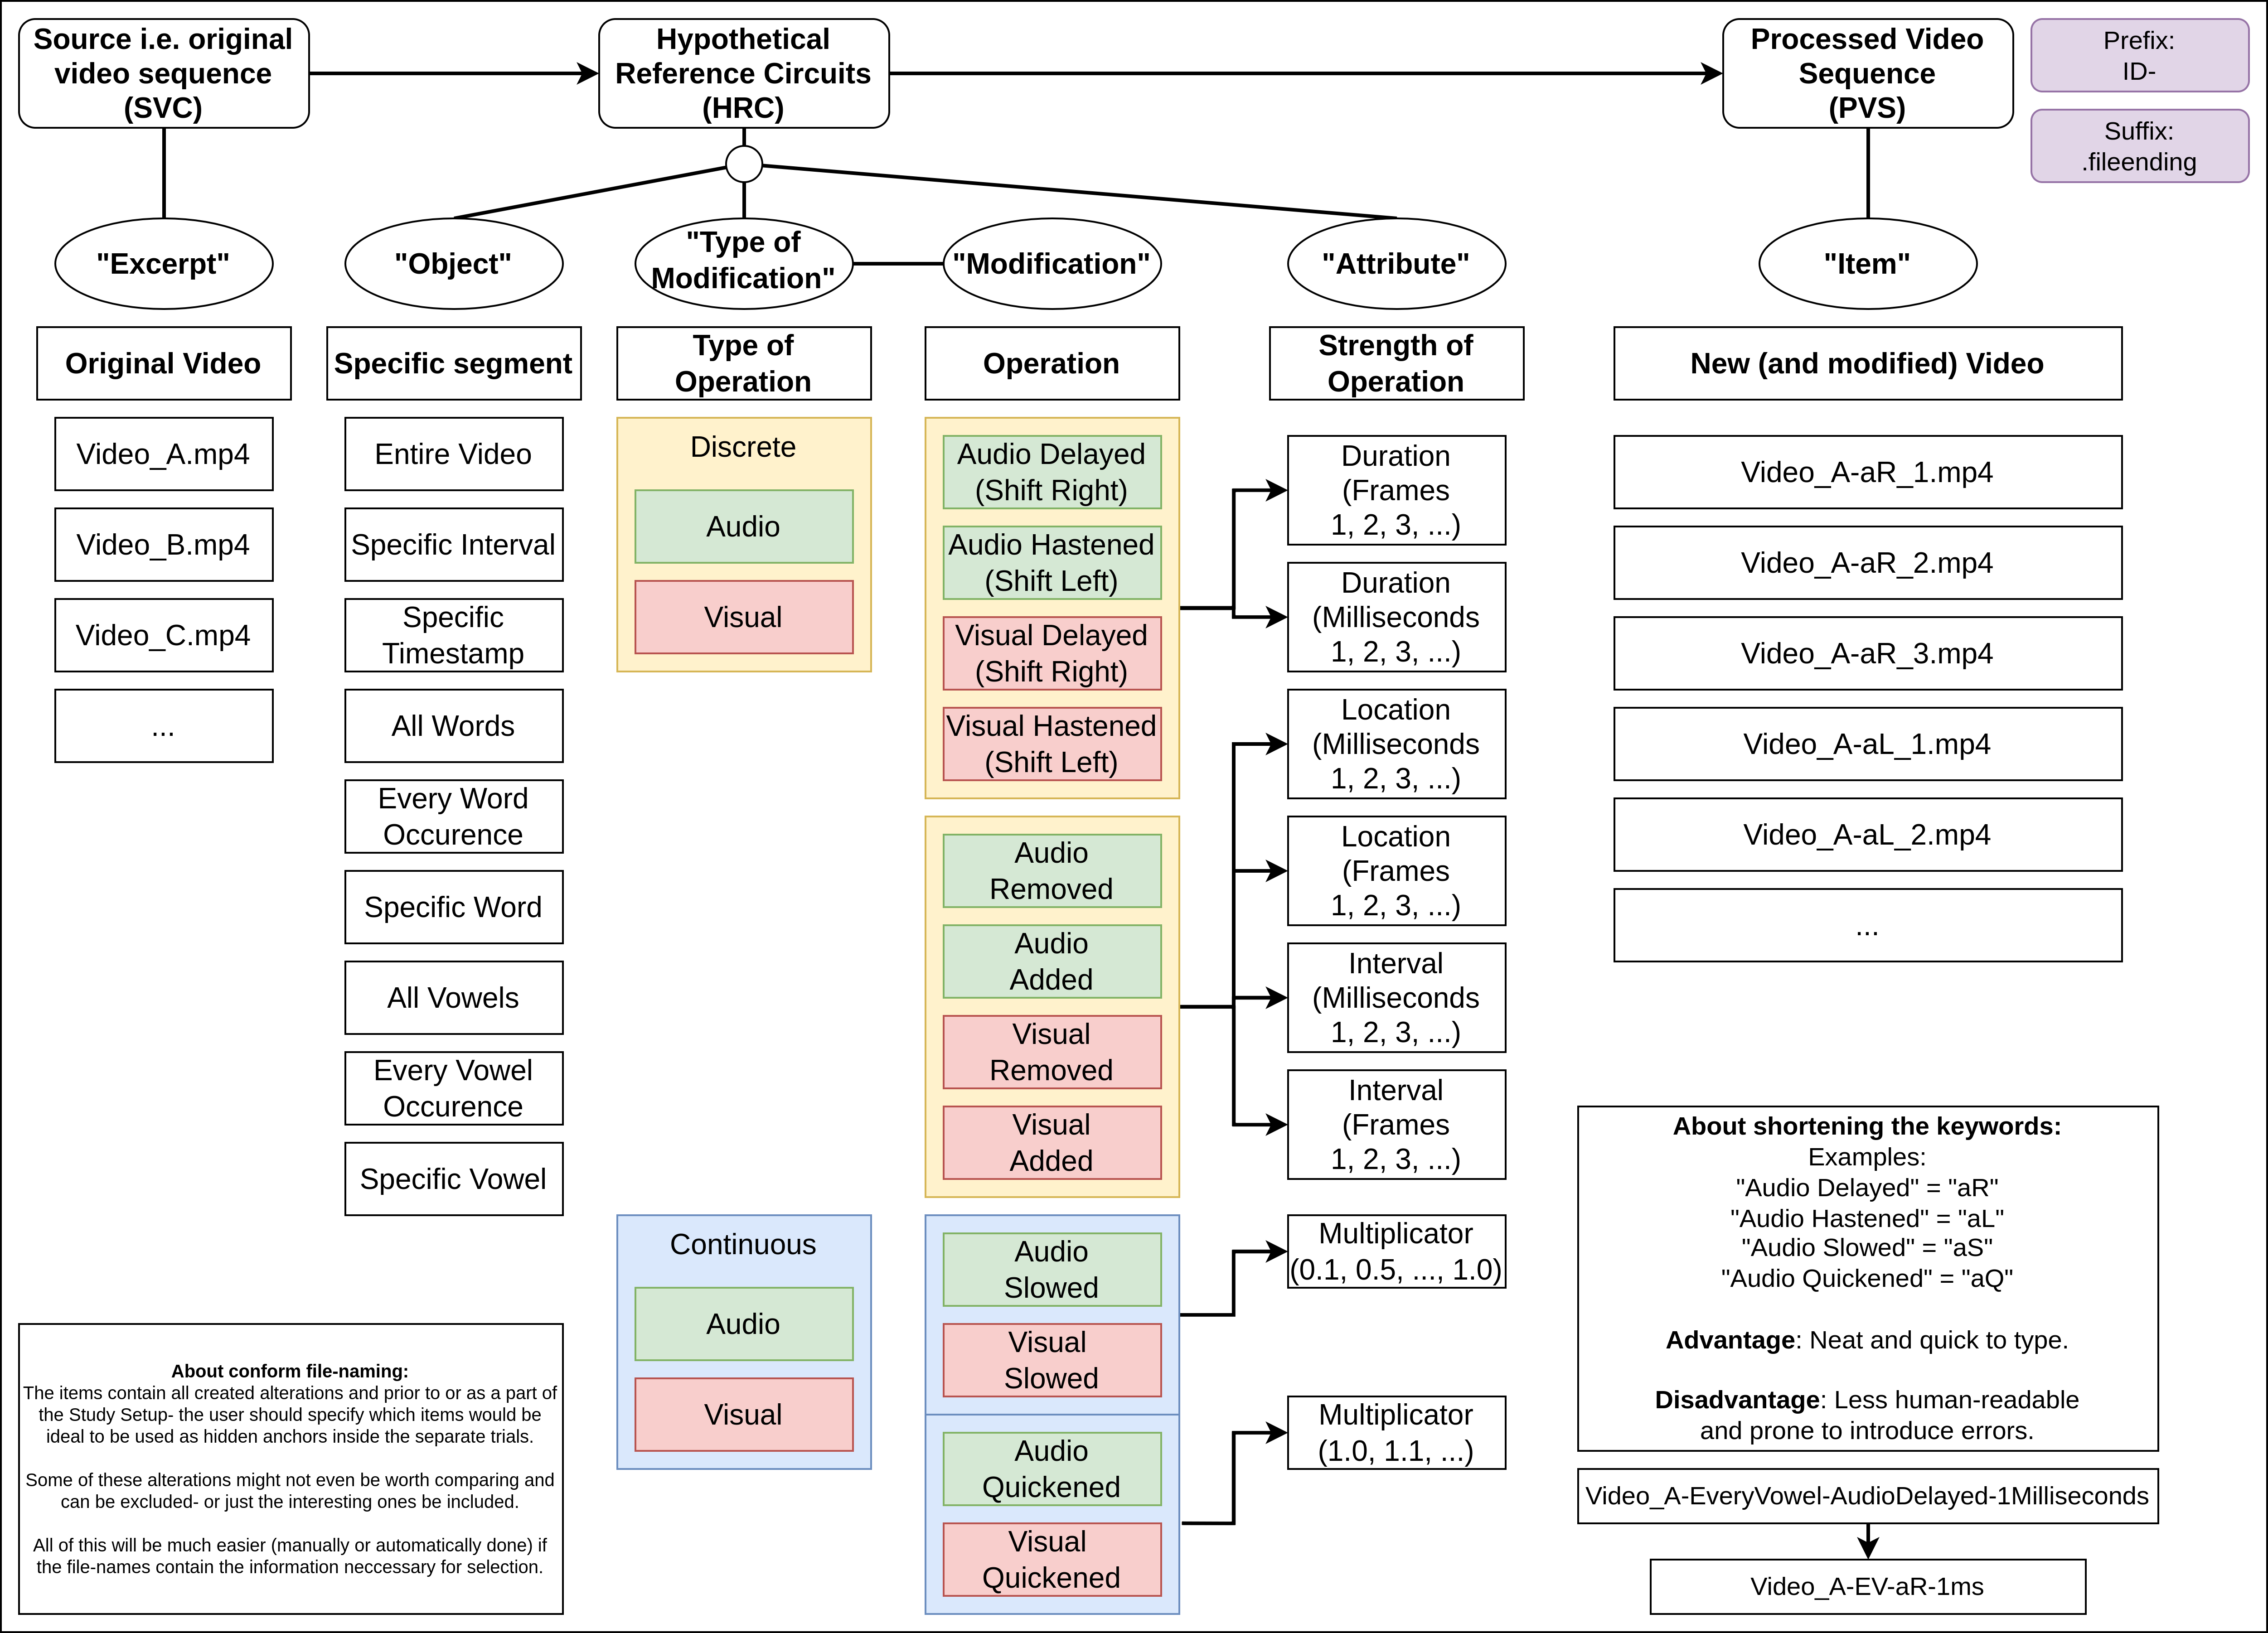 Source i.e. original
video sequence
(SVC)
Hypothetical
Reference Circuits
(HRC)
Processed Video
Sequence
(PVS)
Prefix:
ID-
Suffix:
.fileending
"Excerpt"
"Object"
"Type of
Modification"
"Modification"
"Attribute"
"Item"
Original Video
Specific segment
Type of
Operation
Operation
Strength of
Operation
New (and modified) Video
Video_A.mp4
Video_B.mp4
Video_C.mp4
...
Entire Video
Specific Interval
Specific
Timestamp
All Words
Every Word
Occurence
Specific Word
All Vowels
Every Vowel
Occurence
Specific Vowel
Discrete
Audio
Visual
Continuous
Audio
Visual
Audio Delayed
(Shift Right)
Audio Hastened
(Shift Left)
Visual Delayed
(Shift Right)
Visual Hastened
(Shift Left)
Audio
Removed
Audio
Added
Visual
Removed
Visual
Added
Audio
Slowed
Visual
Slowed
Audio
Quickened
Visual
Quickened
Duration
(Frames
1, 2, 3, ...)
Duration
(Milliseconds
1, 2, 3, ...)
Location
(Milliseconds
1, 2, 3, ...)
Location
(Frames
1, 2, 3, ...)
Interval
(Milliseconds
1, 2, 3, ...)
Interval
(Frames
1, 2, 3, ...)
Multiplicator
(0.1, 0.5, ..., 1.0)
Multiplicator
(1.0, 1.1, ...)
Video_A-aR_1.mp4
Video_A-aR_2.mp4
Video_A-aR_3.mp4
Video_A-aL_1.mp4
Video_A-aL_2.mp4
...
About shortening the keywords:
Examples:
"Audio Delayed" = "aR"
"Audio Hastened" = "aL"
"Audio Slowed" = "aS"
"Audio Quickened" = "aQ"
Advantage: Neat and quick to type.
Disadvantage: Less human-readable
and prone to introduce errors.
Video_A-EveryVowel-AudioDelayed-1Milliseconds
Video_A-EV-aR-1ms
About conform file-naming:
The items contain all created alterations and prior to or as a part of
the Study Setup- the user should specify which items would be
ideal to be used as hidden anchors inside the separate trials.
Some of these alterations might not even be worth comparing and
can be excluded- or just the interesting ones be included.
All of this will be much easier (manually or automatically done) if
the file-names contain the information neccessary for selection.